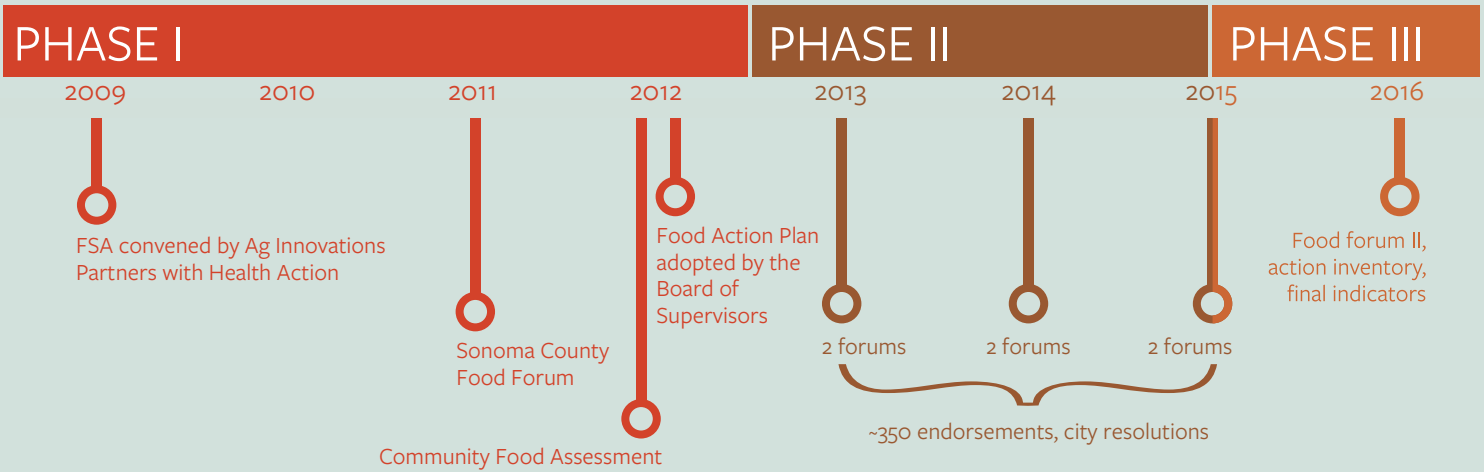 PHASE I
PHASE II
PHASE III
2009
2010
2011
2012
2013
2014
2015
2016
FSA convened by Ag Innovations
Partners with Health Action
Sonoma County
Food Forum
Community Food Assessment
Food Action Plan
adopted by the
Board of
Supervisors
2 forums
2 forums
2 forums
~350 endorsements, city resolutions
Food forum II,
action inventory,
final indicators